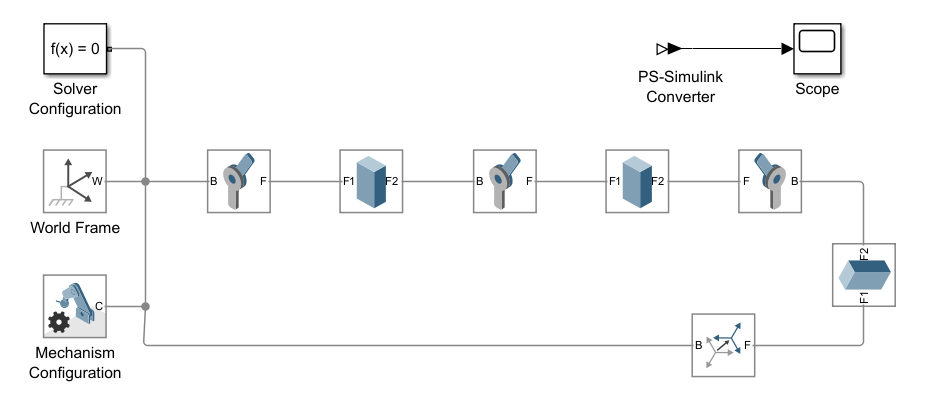 f(x) = 0
Solver
Configuration
PS-Simulink
Converter
Scope
W
World Frame
B F
F1 F2
B F
F1 F2
F B
F2
F1
C
Mechanism
Configuration
B F